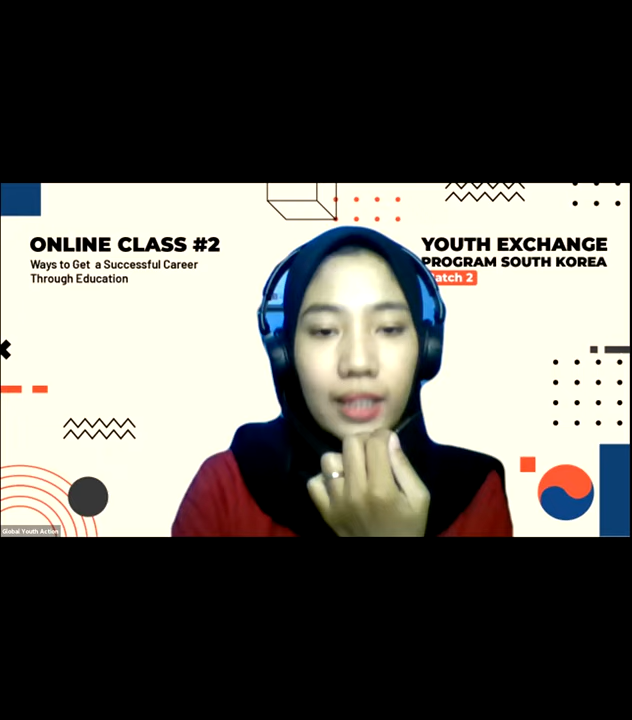 ONLINE CLASS #2
Ways to Get a Successful Career
Through Education
YOUTH EXCHANGE
PROGRAM SOUTH KOREA
atch 2
Global Youth Action